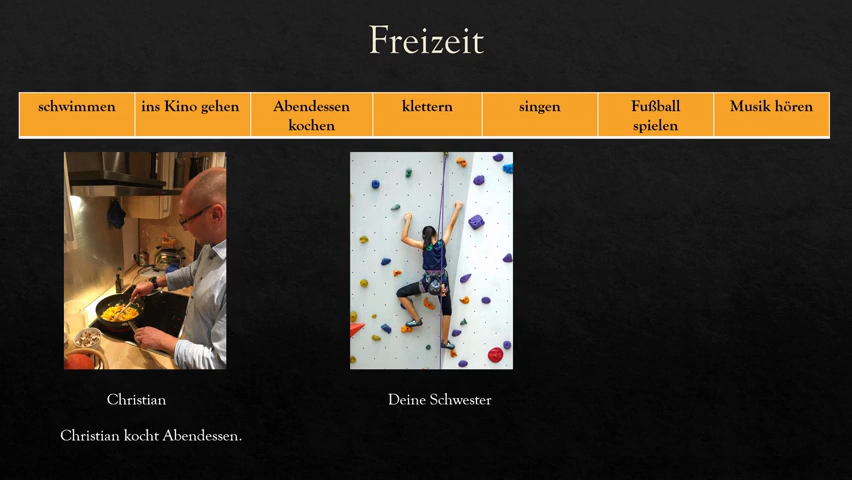 Freizeit
schwimmen
ins Kino gehen
Abendessen
kochen
klettern
singen
Fußball
spielen
Musik hören
Christian
Deine Schwester
Christian kocht Abendessen.